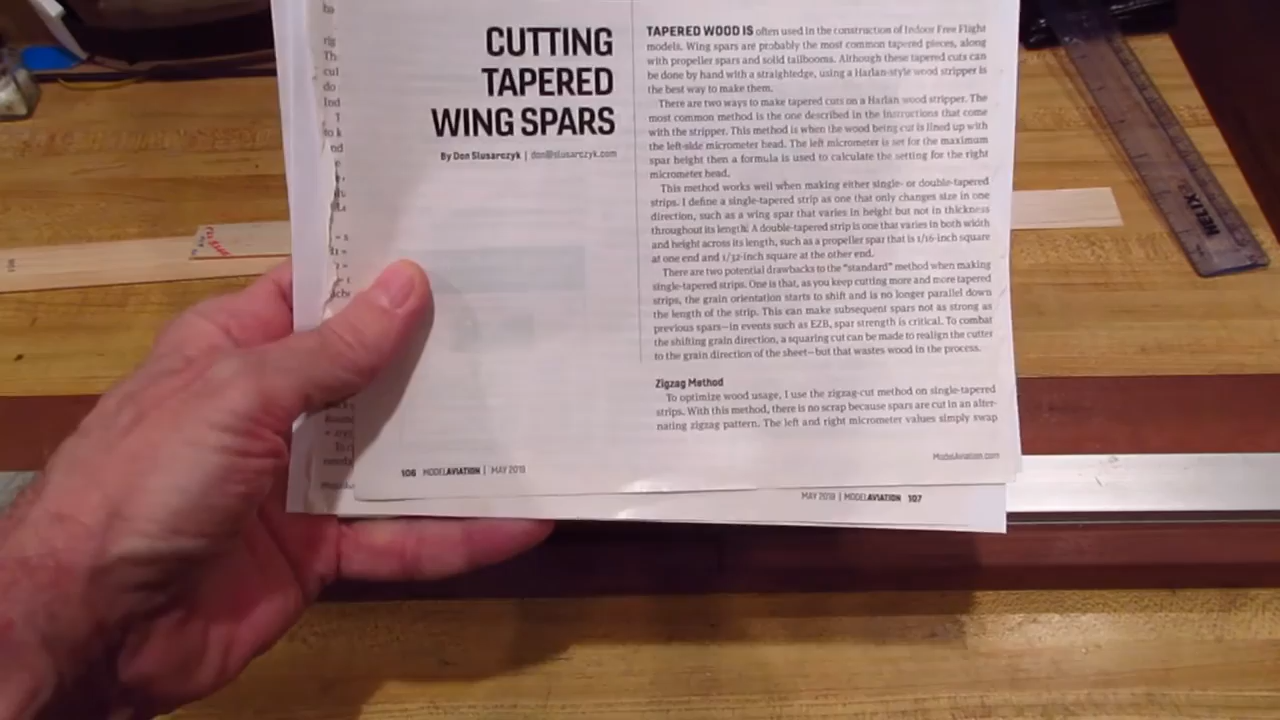 CUTTING
TAPERED
WING SPARS
By Don Slusarczyk | don@slusarczyk.com
TAPERED WOOD IS often used in the construction of Indoor Free Flight
models. Wing spars are probably the most common tapered pieces, along
with propeller spars and solid tailbooms. Although these tapered cuts can
be done by hand with a straightedge, using a Harlan-style wood stripper is
the best way to make them.
There are two ways to make tapered cuts on a Harlan wood stripper. The
most common method is the one described in the instructions that come
with the stripper. This method is when the wood being cut is lined up with
the left-side micrometer head. The left micrometer is set for the maximum
spar height then a formula is used to calculate the setting for the right
micrometer head.
This method works well when making either single- or double-tapered
strips. I define a single-tapered strip as one that only changes size in one
direction, such as a wing spar that varies in height but not in thickness
throughout its length. A double-tapered strip is one that varies in both width
and height across its length, such as a propeller spar that is 1/16-inch square
at one end and 1/32-inch square at the other end.
There are two potential drawbacks to the "standard" method when making
single-tapered strips. One is that, as you keep cutting more and more tapered
strips, the grain orientation starts to shift and is no longer parallel down
the length of the strip. This can make subsequent spars not as strong as
previous spars—in events such as EZB, spar strength is critical. To combat
the shifting grain direction, a squaring cut can be made to realign the cutter
to the grain direction of the sheet—but that wastes wood in the process.
Zigzag Method
To optimize wood usage, I use the zigzag-cut method on single-tapered
strips. With this method, there is no scrap because spars are cut in an alter-
nating zigzag pattern. The left and right micrometer values simply swap
106 MODELAVIATION | MAY 2019
ModelAviation.com
MAY 2019 | MODELAVIATION 107
HELIX